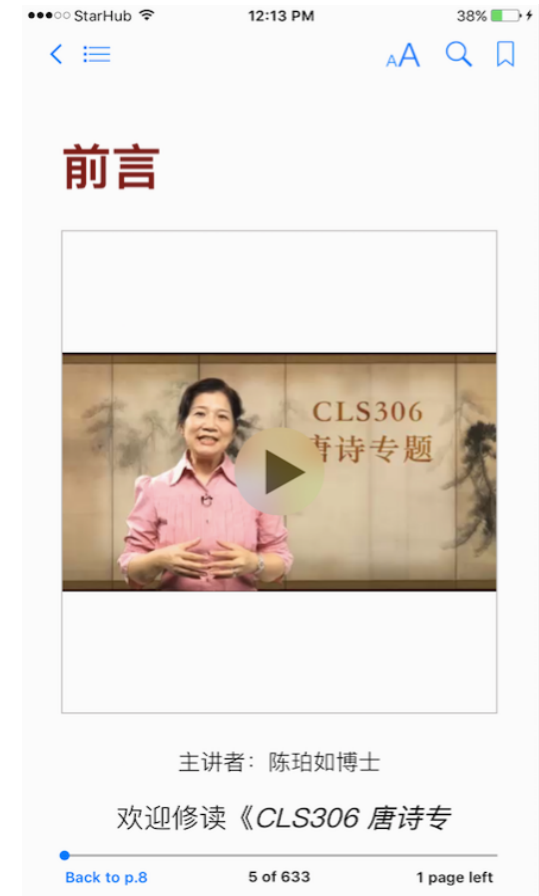 StarHub 12:13 PM 38%
AA
前言
CLS306
唐诗专题
主讲者：陈珀如博士
欢迎修读《CLS306 唐诗专
Back to p.8 5 of 633 1 page left